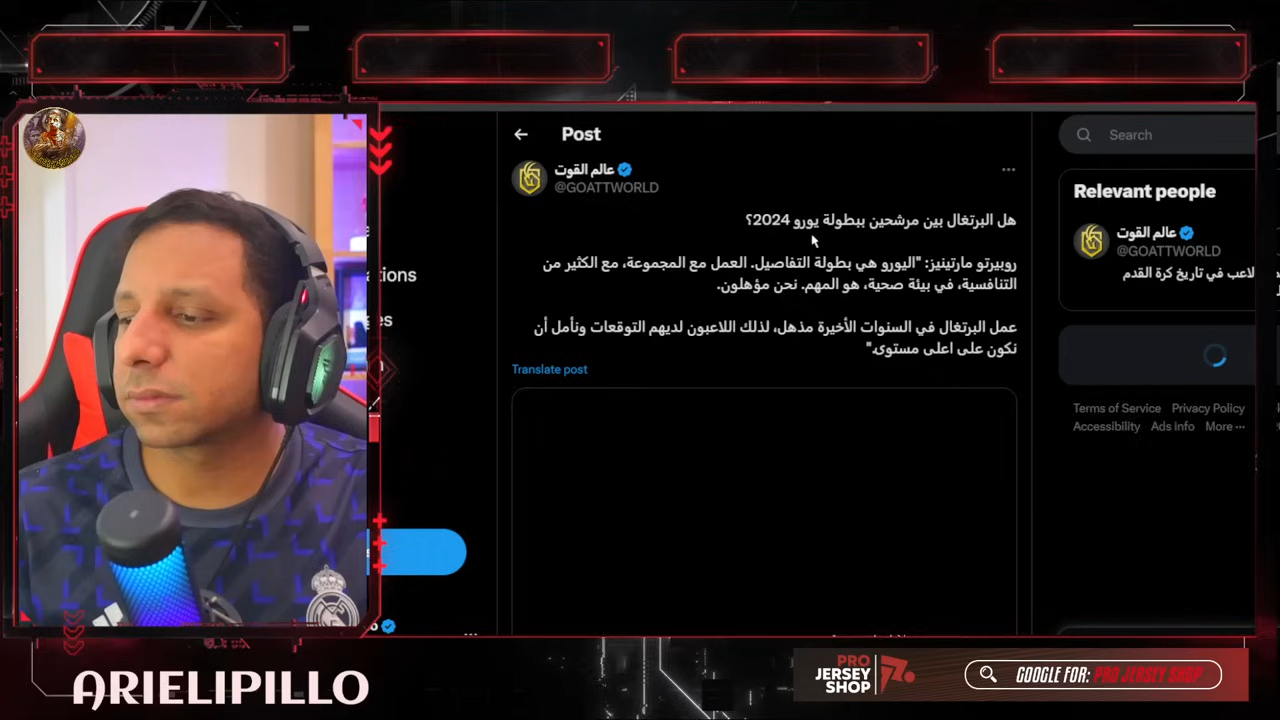 Post
عالم القوت
@GOATTWORLD
هل البرتغال بين مرشحين ببطولة يورو 2024؟
روبيرتو مارتينيز: "اليورو هي بطولة التفاصيل. العمل مع المجموعة، مع الكثير من
التنافسية، في بيئة صحية، هو المهم. نحن مؤهلون.
عمل البرتغال في السنوات الأخيرة مذهل، لذلك اللاعبون لديهم التوقعات ونأمل أن
نكون على اعلى مستوى."
Translate post
Search
Relevant people
عالم القوت
@GOATTWORLD
لاعب في تاريخ كرة القدم
Terms of Service Privacy Policy
Accessibility Ads info More
ARIELIPILLO
PRO
JERSEY
SHOP
GOOGLE FOR: PRO JERSEY SHOP